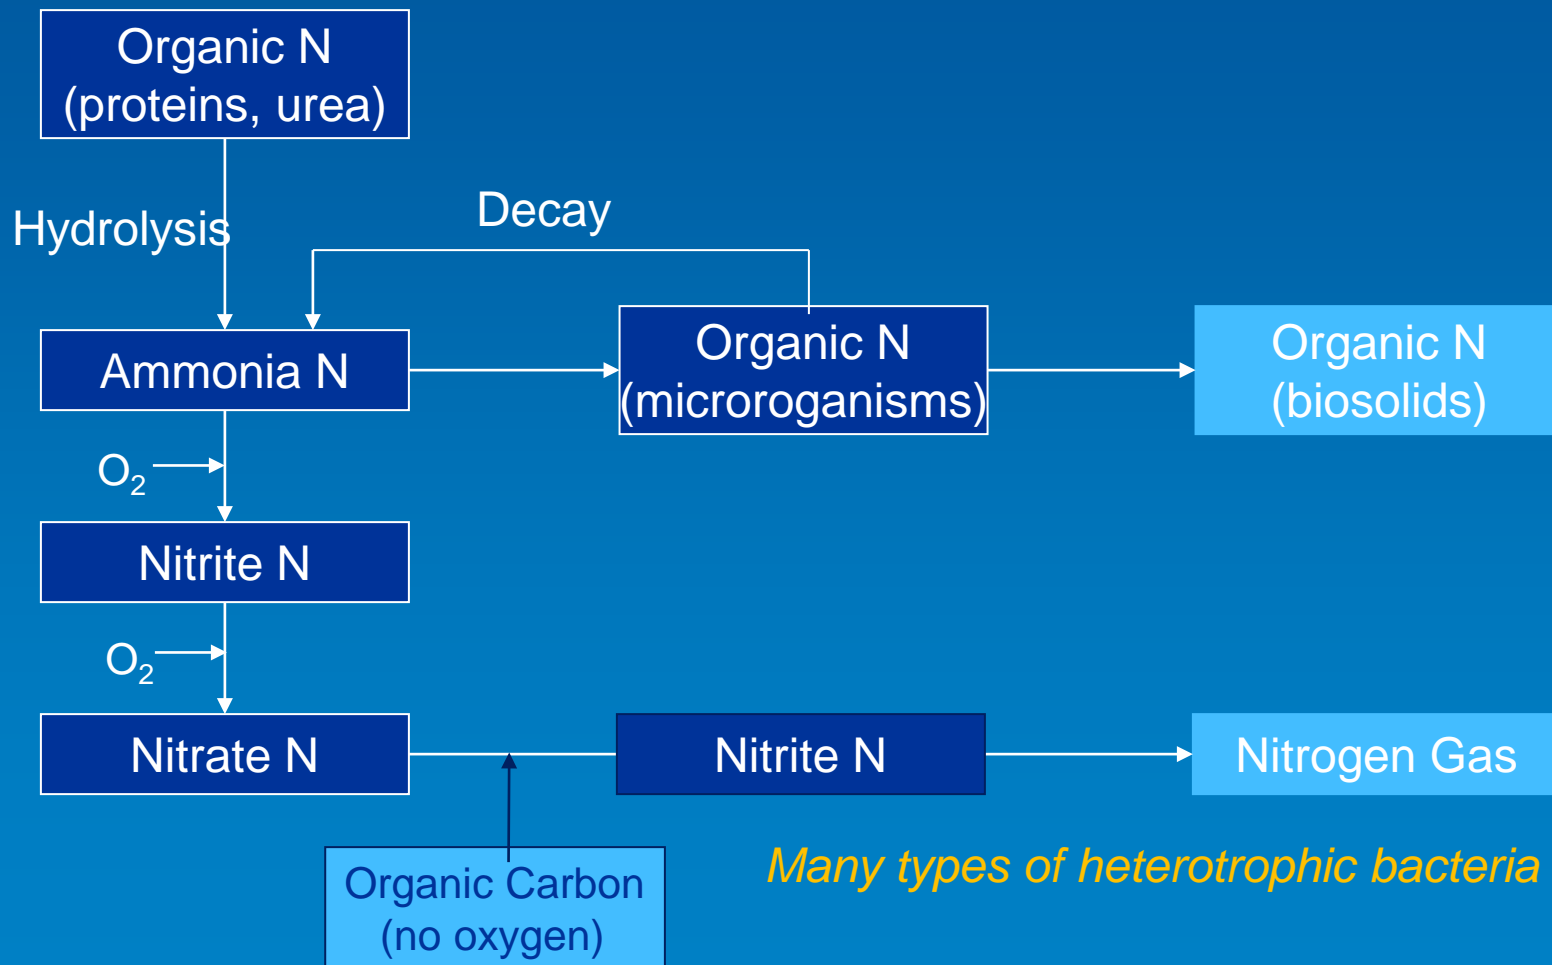 Organic N
(proteins, urea)
Hydrolysis
Decay
Ammonia N
Organic N
(microroganisms)
Organic N
(biosolids)
O₂
Nitrite N
O₂
Nitrate N
Nitrite N
Nitrogen Gas
Organic Carbon
(no oxygen)
Many types of heterotrophic bacteria